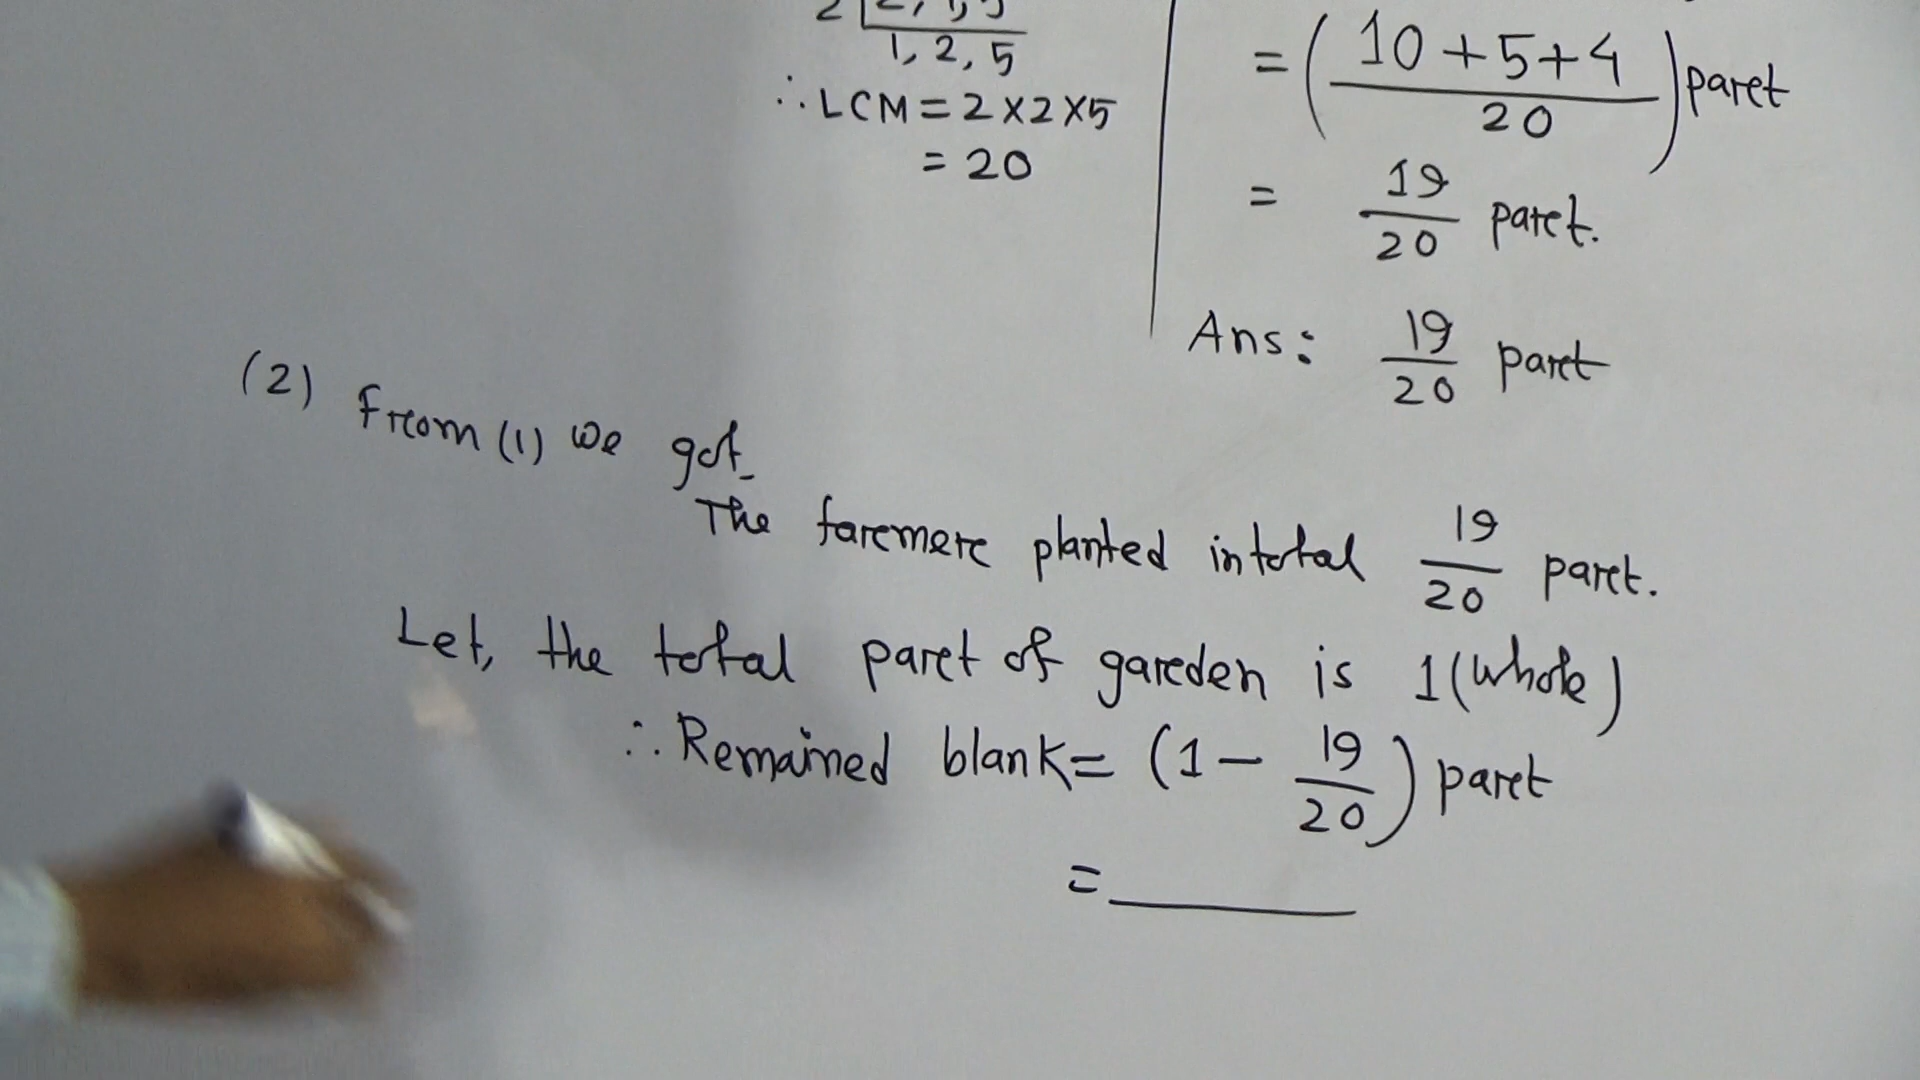 1, 2, 5
∴ LCM = 2×2×5
= 20
= (10+5+4/20) paret
= 19/20 paret.
Ans: 19/20 paret
(2) From (1) we got
The faremere planted in total 19/20 paret.
Let, the total paret of gareden is 1 (whole)
∴ Remained blank = (1 - 19/20) paret
=